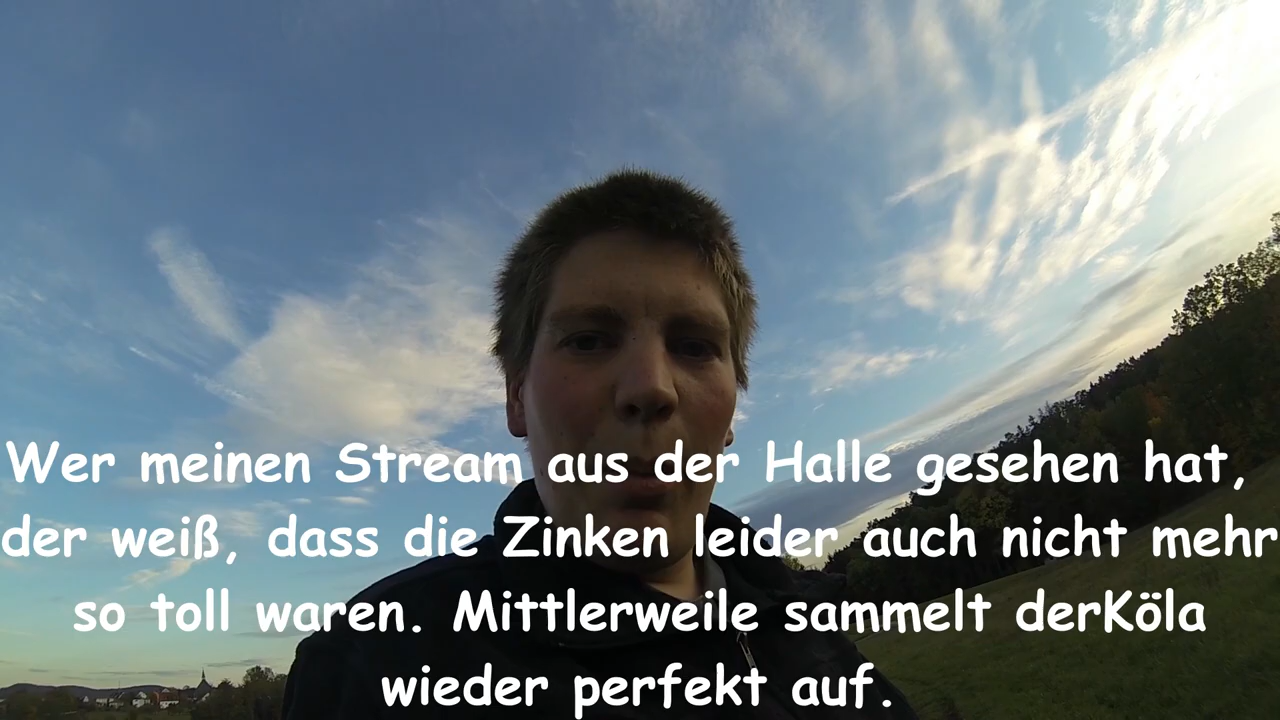 Wer meinen Stream aus der Halle gesehen hat,
der weiß, dass die Zinken leider auch nicht mehr
so toll waren. Mittlerweile sammelt derKöla
wieder perfekt auf.